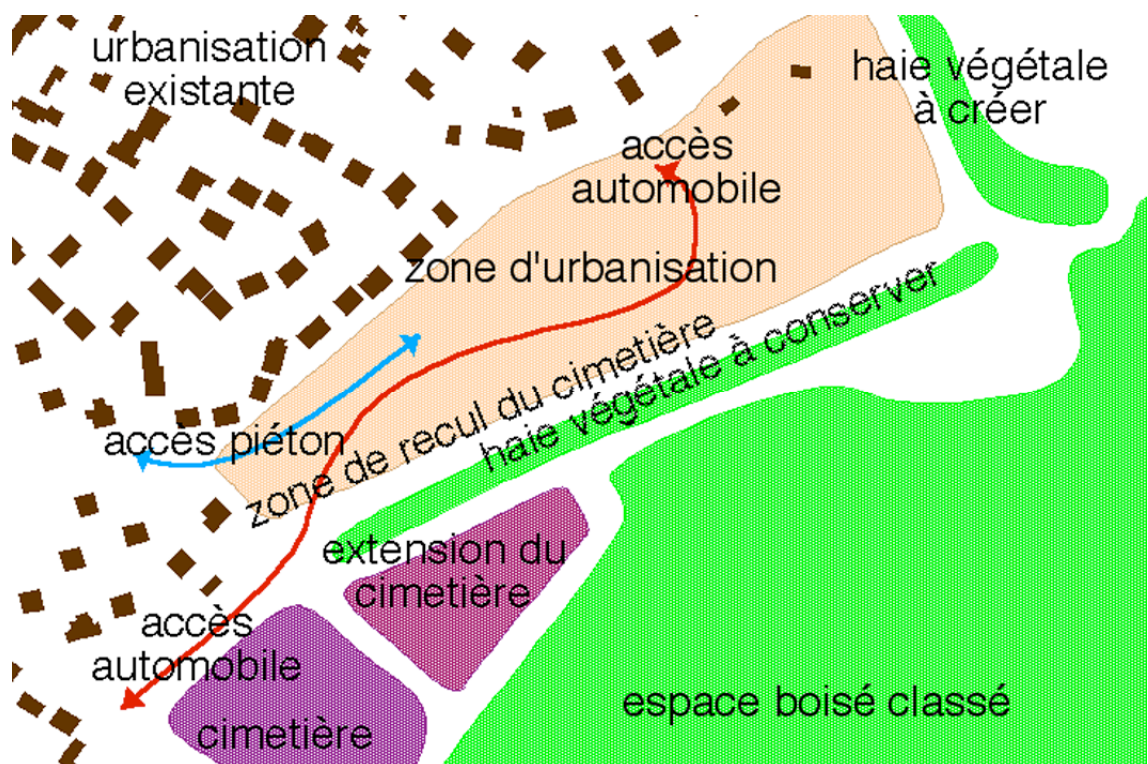 urbanisation
existante
haie végétale
à créer
accès
automobile
zone d'urbanisation
zone de recul du cimetière
haie végétale à conserver
accès piéton
extension du
cimetière
accès
automobile
cimetière
espace boisé classé